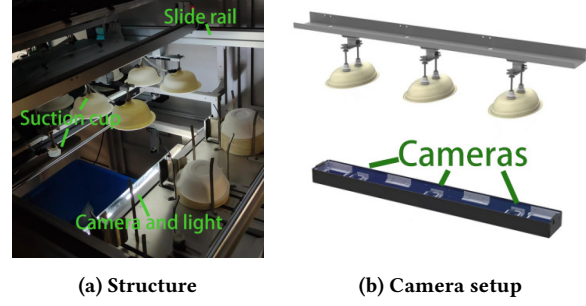 Slide rail
Suction cup
Camera and light
Cameras
(a) Structure
(b) Camera setup